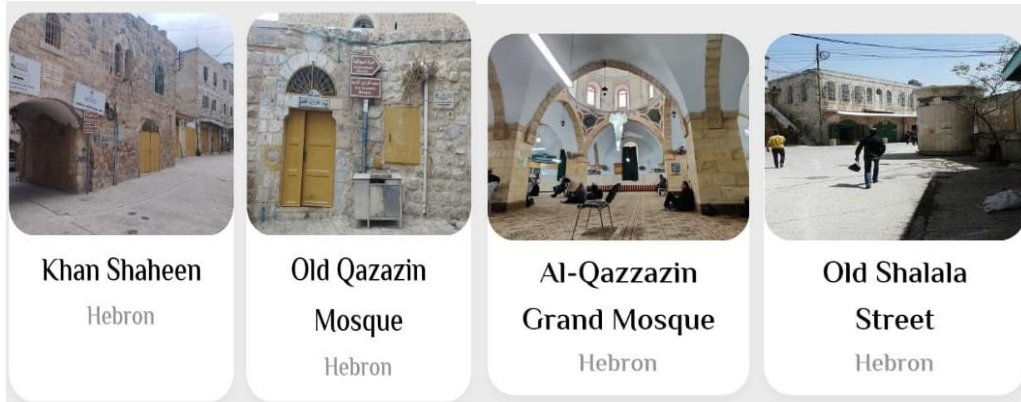 Khan Shaheen
Hebron
Old Qazazin
Mosque
Hebron
Al-Qazzazin
Grand Mosque
Hebron
Old Shalala
Street
Hebron